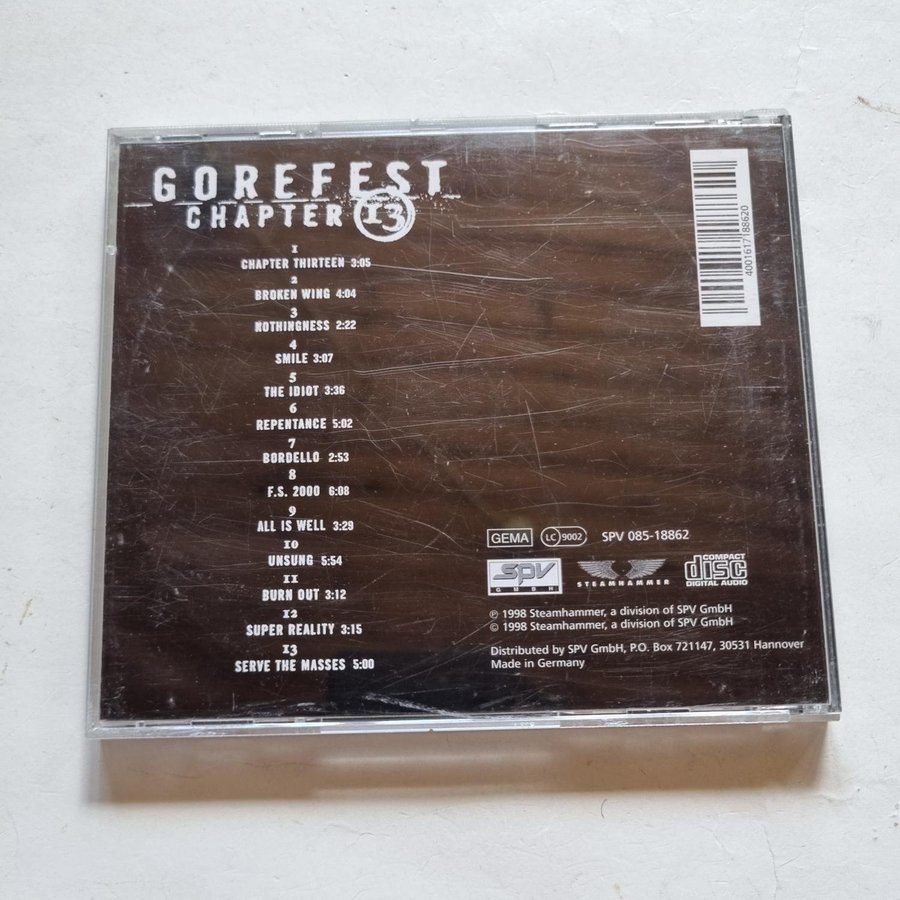 GOREFEST
CHAPTER 13
1
CHAPTER THIRTEEN 3:05
2
BROKEN WING 4:04
3
NOTHINGNESS 2:22
4
SMILE 3:07
5
THE IDIOT 3:36
6
REPENTANCE 5:02
7
BORDELLO 2:53
8
F.S. 2000 6:08
9
ALL IS WELL 3:29
10
UNSUNG 5:54
11
BURN OUT 3:12
12
SUPER REALITY 3:15
13
SERVE THE MASSES 5:00
4001617188620
GEMA LC 9002 SPV 085-18862
SPV GMBH STEAMHAMMER COMPACT disc DIGITAL AUDIO
℗ 1998 Steamhammer, a division of SPV GmbH
© 1998 Steamhammer, a division of SPV GmbH
Distributed by SPV GmbH, P.O. Box 721147, 30531 Hannover
Made in Germany